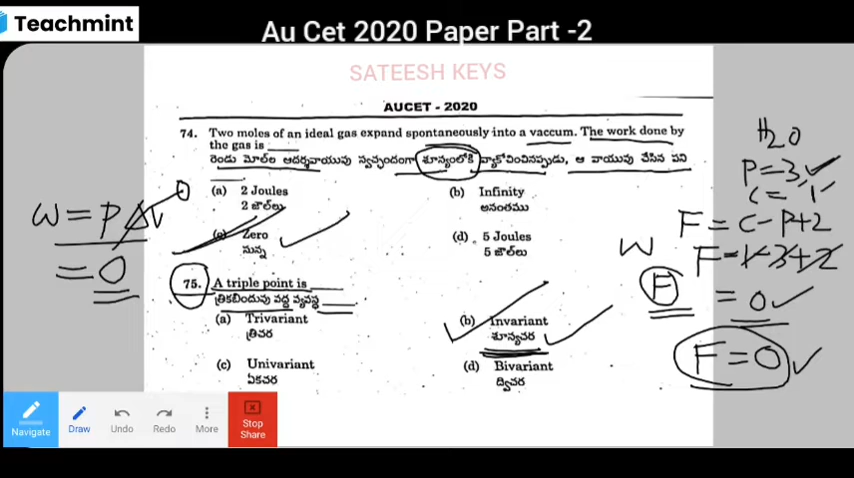 Teachmint
Au Cet 2020 Paper Part -2
SATEESH KEYS
AUCET - 2020
74. Two moles of an ideal gas expand spontaneously into a vaccum. The work done by
the gas is ____
రెండు మోల్‌ల ఆదర్శవాయువు స్వచ్ఛందంగా శూన్యంలోకి వ్యాకోచించినప్పుడు, ఆ వాయువు చేసిన పని
(a) 2 Joules
2 జౌల్‌లు
(b) Infinity
అనంతము
(c) Zero
సున్న
(d) 5 Joules
5 జౌల్‌లు
75. A triple point is ____
త్రికబిందువు వద్ద వ్యవస్థ ____
(a) Trivariant
త్రిచర
(b) Invariant
శూన్యచర
(c) Univariant
ఏకచర
(d) Bivariant
ద్విచర
W = P ΔV 0
= 0
H2O
P = 3
C = 1
F = C - P + 2
W
F = 1 - 3 + 2
F = 0
F = 0
Navigate
Draw
Undo
Redo
More
Stop
Share